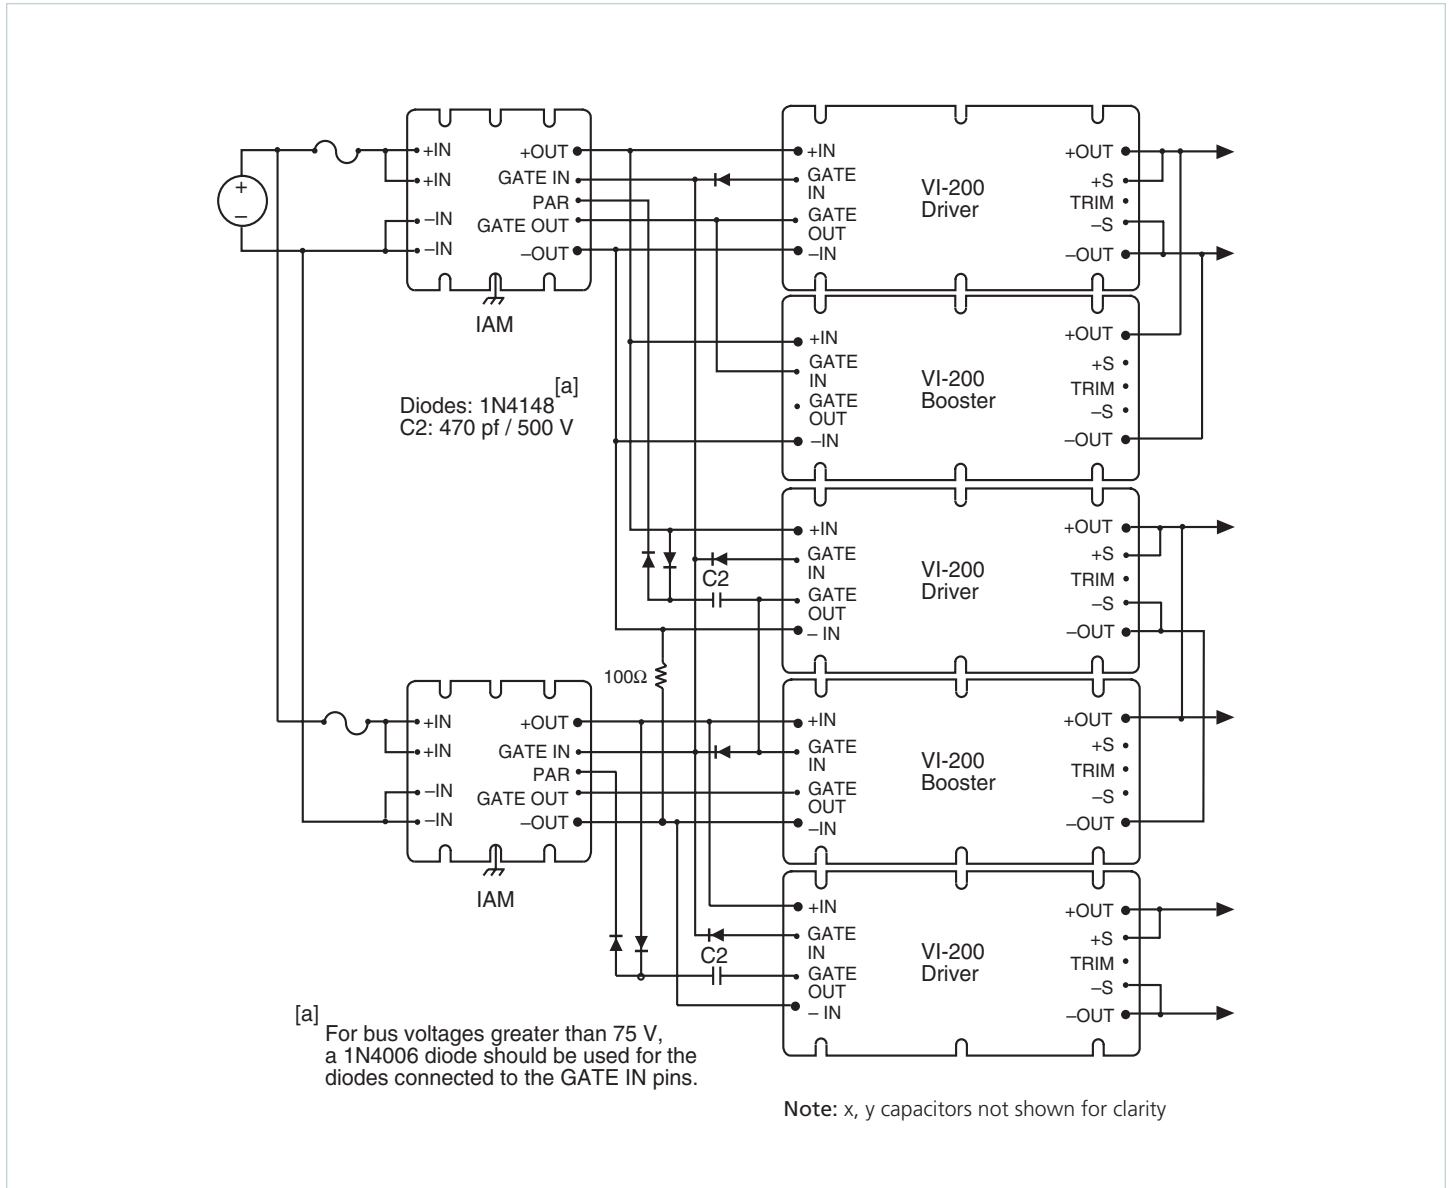 +
–
+IN
+IN
–IN
–IN
+OUT
GATE IN
PAR
GATE OUT
–OUT
IAM
+IN
GATE
IN
GATE
OUT
–IN
VI-200
Driver
+OUT
+S
TRIM
–S
–OUT
+IN
GATE
IN
GATE
OUT
–IN
VI-200
Booster
+OUT
+S
TRIM
–S
–OUT
[a]
Diodes: 1N4148
C2: 470 pf / 500 V
C2
+IN
GATE
IN
GATE
OUT
– IN
VI-200
Driver
+OUT
+S
TRIM
–S
–OUT
100Ω
+IN
+IN
–IN
–IN
+OUT
GATE IN
PAR
GATE OUT
–OUT
IAM
+IN
GATE
IN
GATE
OUT
–IN
VI-200
Booster
+OUT
+S
TRIM
–S
–OUT
C2
+IN
GATE
IN
GATE
OUT
– IN
VI-200
Driver
+OUT
+S
TRIM
–S
–OUT
[a]
For bus voltages greater than 75 V,
a 1N4006 diode should be used for the
diodes connected to the GATE IN pins.
Note: x, y capacitors not shown for clarity